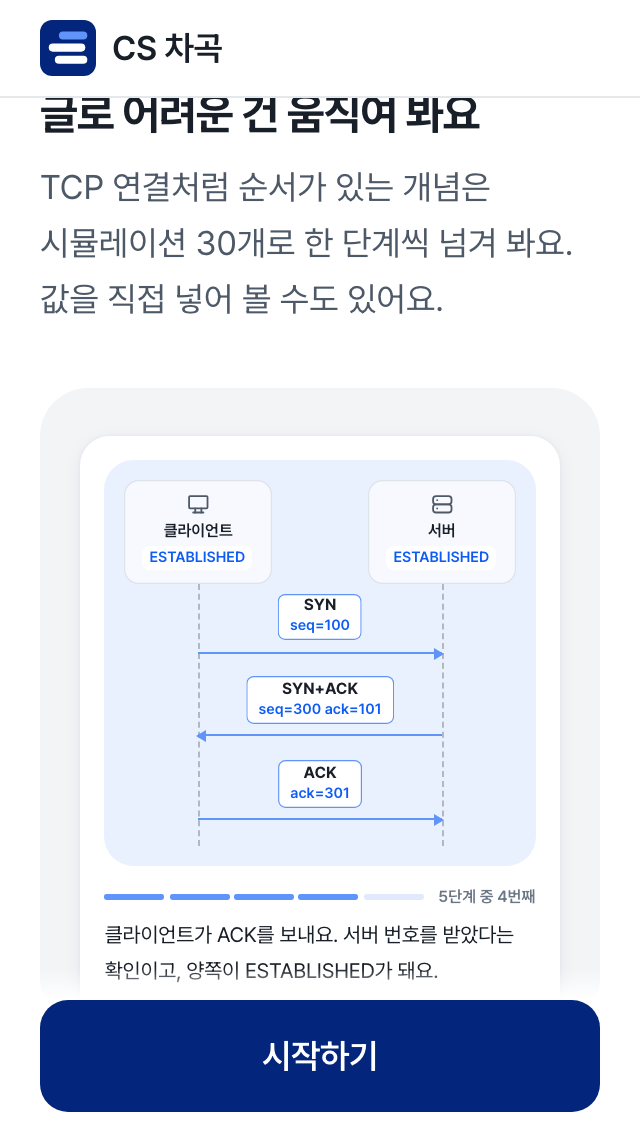 CS 차곡
글로 어려운 건 움직여 봐요
TCP 연결처럼 순서가 있는 개념은
시뮬레이션 30개로 한 단계씩 넘겨 봐요.
값을 직접 넣어 볼 수도 있어요.
클라이언트
ESTABLISHED
서버
ESTABLISHED
SYN
seq=100
SYN+ACK
seq=300 ack=101
ACK
ack=301
5단계 중 4번째
클라이언트가 ACK를 보내요. 서버 번호를 받았다는
확인이고, 양쪽이 ESTABLISHED가 돼요.
시작하기